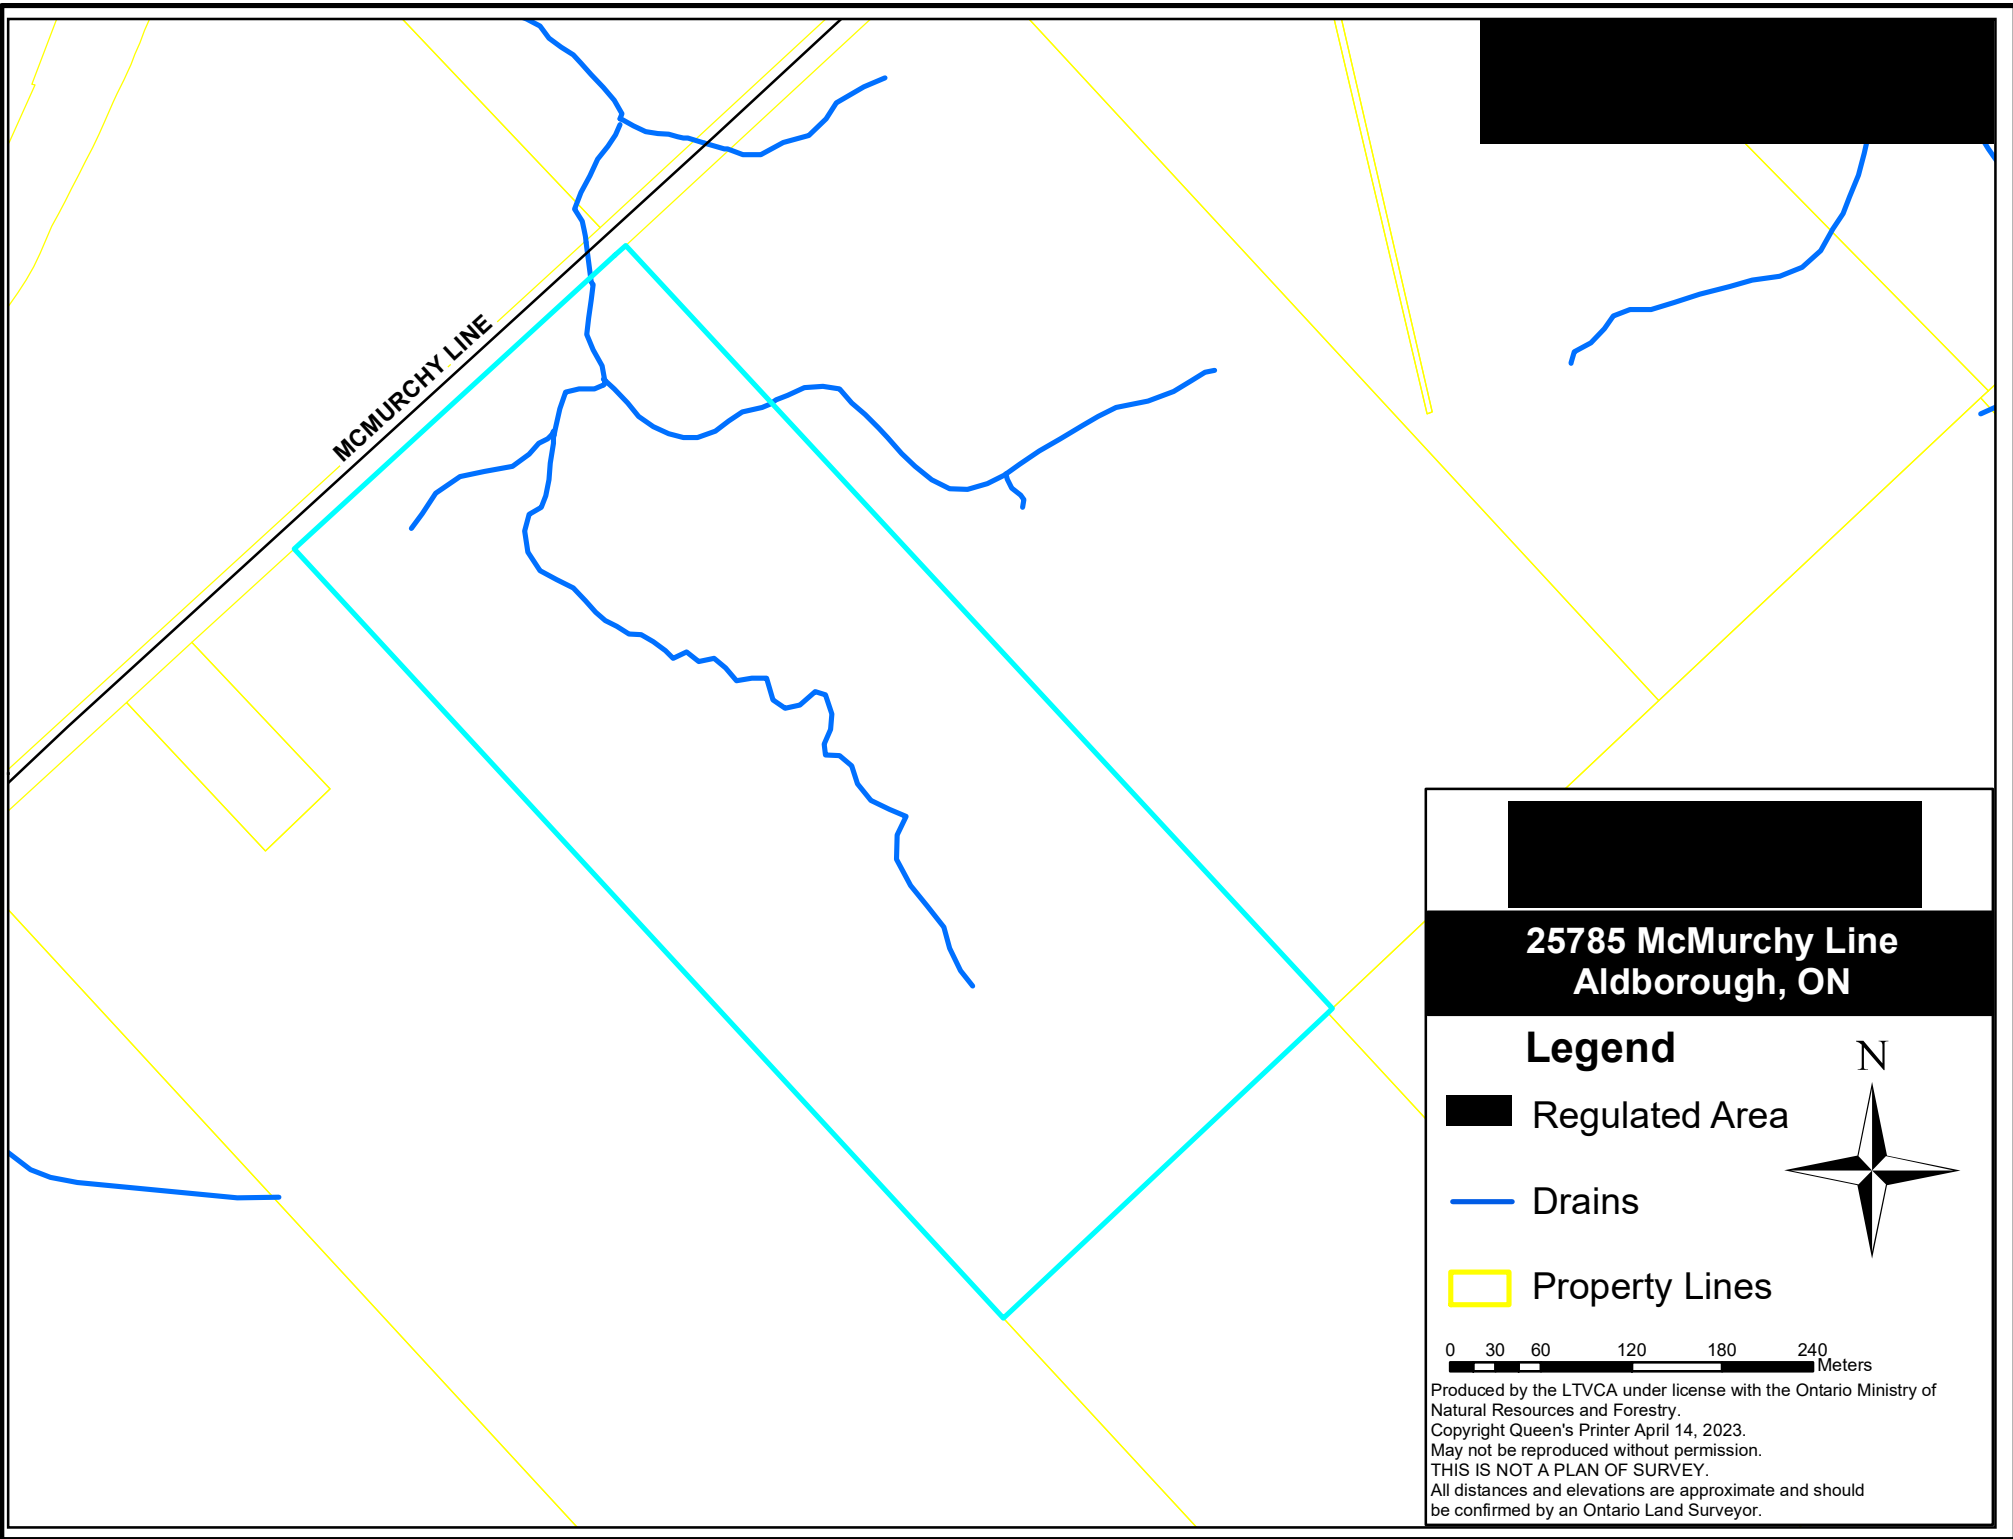 MCMURCHY LINE
25785 McMurchy Line
Aldborough, ON
Legend
N
Regulated Area
Drains
Property Lines
0 30 60 120 180 240
Meters
Produced by the LTVCA under license with the Ontario Ministry of
Natural Resources and Forestry.
Copyright Queen's Printer April 14, 2023.
May not be reproduced without permission.
THIS IS NOT A PLAN OF SURVEY.
All distances and elevations are approximate and should
be confirmed by an Ontario Land Surveyor.